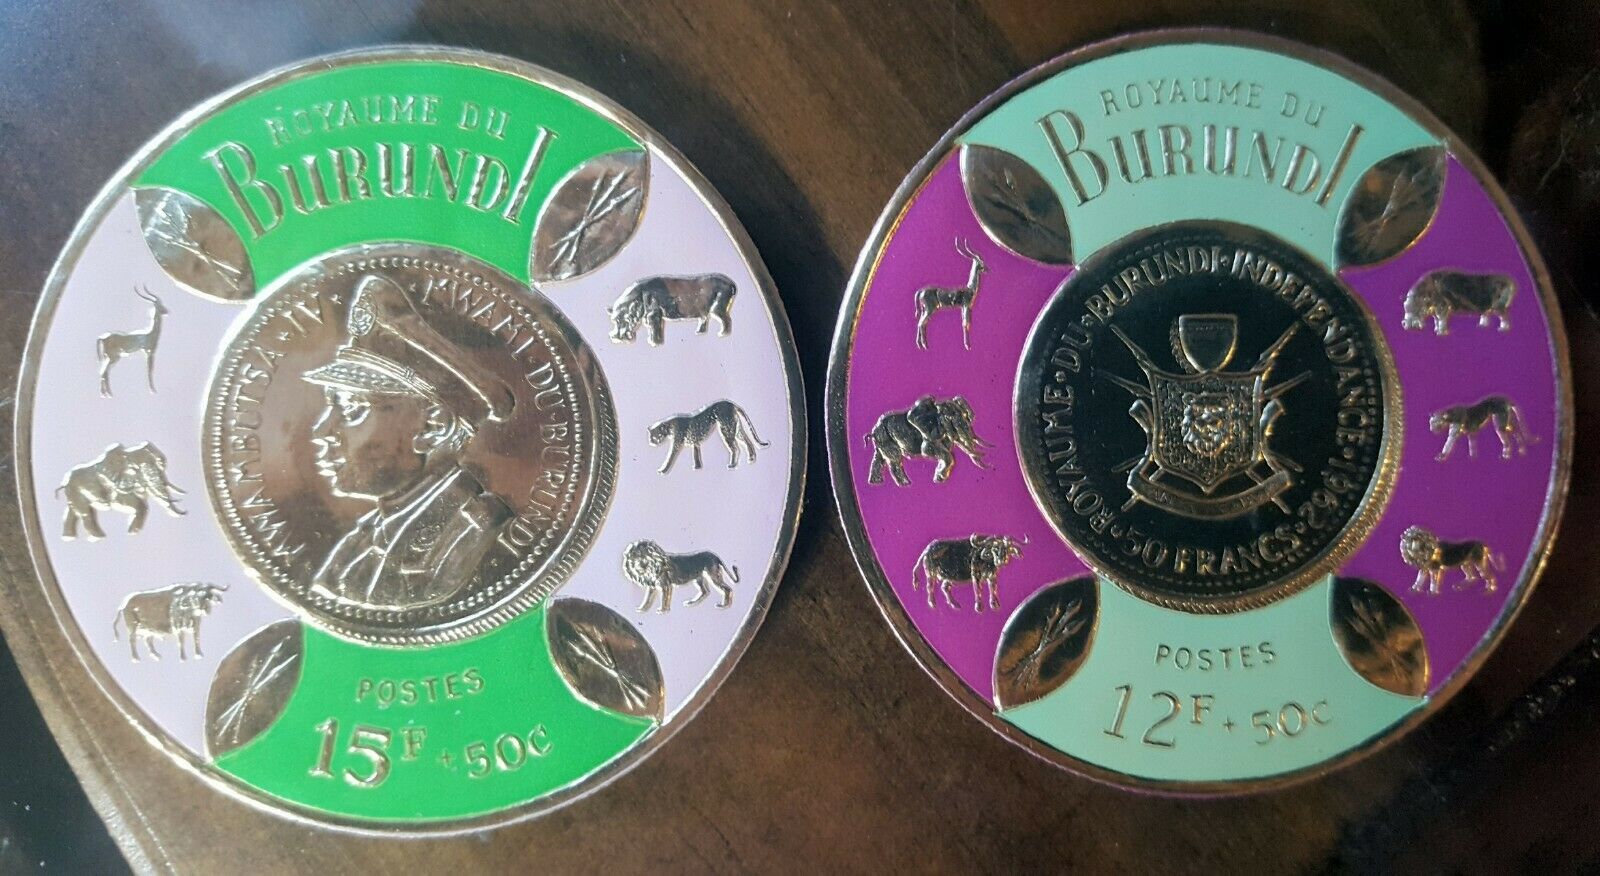 ROYAUME DU
BURUNDI
MWAMBUTSA·IV·MWAMI·DU·BURUNDI
POSTES
15F + 50c
ROYAUME DU
BURUNDI
ROYAUME·DU·BURUNDI·INDEPENDANCE·1962·
·50 FRANCS·
POSTES
12F + 50c